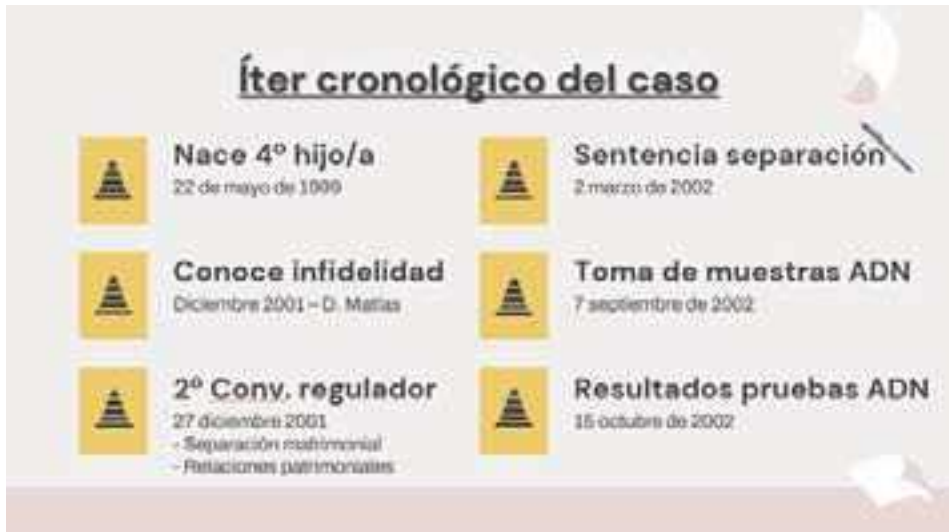 Íter cronológico del caso
Nace 4º hijo/a
22 de mayo de 1999
Conoce infidelidad
Diciembre 2001 – D. Matías
2º Conv. regulador
27 diciembre 2001
- Separación matrimonial
- Relaciones patrimoniales
Sentencia separación
2 marzo de 2002
Toma de muestras ADN
7 septiembre de 2002
Resultados pruebas ADN
15 octubre de 2002